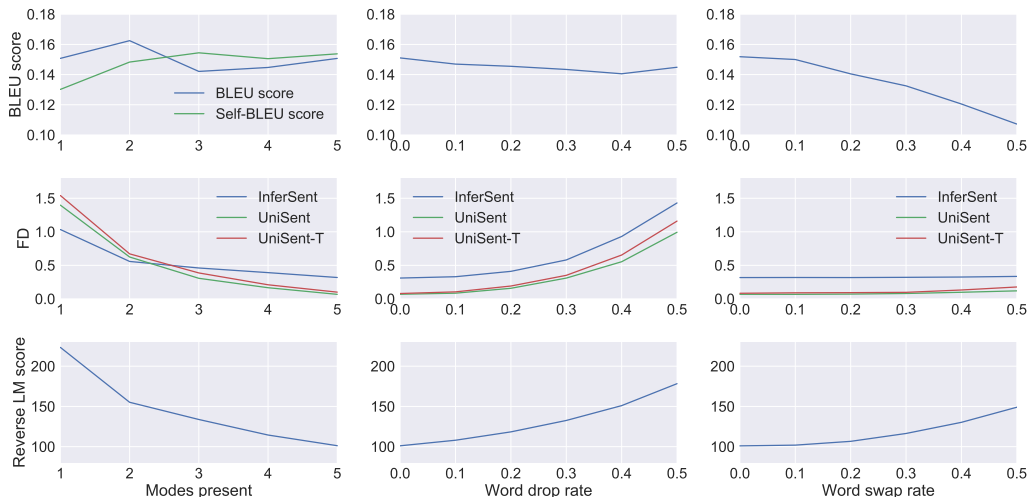 BLEU score
0.18
0.16
0.14
0.12
0.10
BLEU score
Self-BLEU score
1 2 3 4 5
0.18
0.16
0.14
0.12
0.10
0.0 0.1 0.2 0.3 0.4 0.5
0.18
0.16
0.14
0.12
0.10
0.0 0.1 0.2 0.3 0.4 0.5
FD
1.5
1.0
0.5
0.0
InferSent
UniSent
UniSent-T
1 2 3 4 5
1.5
1.0
0.5
0.0
InferSent
UniSent
UniSent-T
0.0 0.1 0.2 0.3 0.4 0.5
1.5
1.0
0.5
0.0
InferSent
UniSent
UniSent-T
0.0 0.1 0.2 0.3 0.4 0.5
Reverse LM score
200
150
100
1 2 3 4 5
Modes present
200
150
100
0.0 0.1 0.2 0.3 0.4 0.5
Word drop rate
200
150
100
0.0 0.1 0.2 0.3 0.4 0.5
Word swap rate